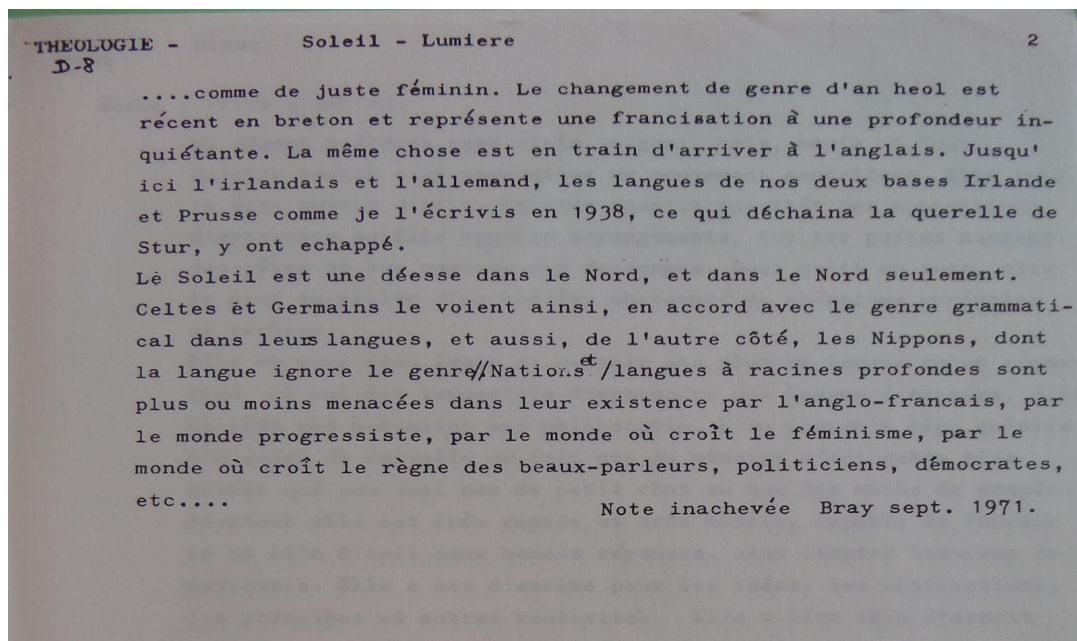 THEOLOGIE - Soleil - Lumiere 2
D-8
....comme de juste féminin. Le changement de genre d'an heol est
récent en breton et représente une francisation à une profondeur in-
quiétante. La même chose est en train d'arriver à l'anglais. Jusqu'
ici l'irlandais et l'allemand, les langues de nos deux bases Irlande
et Prusse comme je l'écrivis en 1938, ce qui déchaina la querelle de
Stur, y ont echappé.
Le Soleil est une déesse dans le Nord, et dans le Nord seulement.
Celtes èt Germains le voient ainsi, en accord avec le genre grammati-
cal dans leurs langues, et aussi, de l'autre côté, les Nippons, dont
la langue ignore le genre//Nations et/langues à racines profondes sont
plus ou moins menacées dans leur existence par l'anglo-francais, par
le monde progressiste, par le monde où croît le féminisme, par le
monde où croît le règne des beaux-parleurs, politiciens, démocrates,
etc....
Note inachevée Bray sept. 1971.